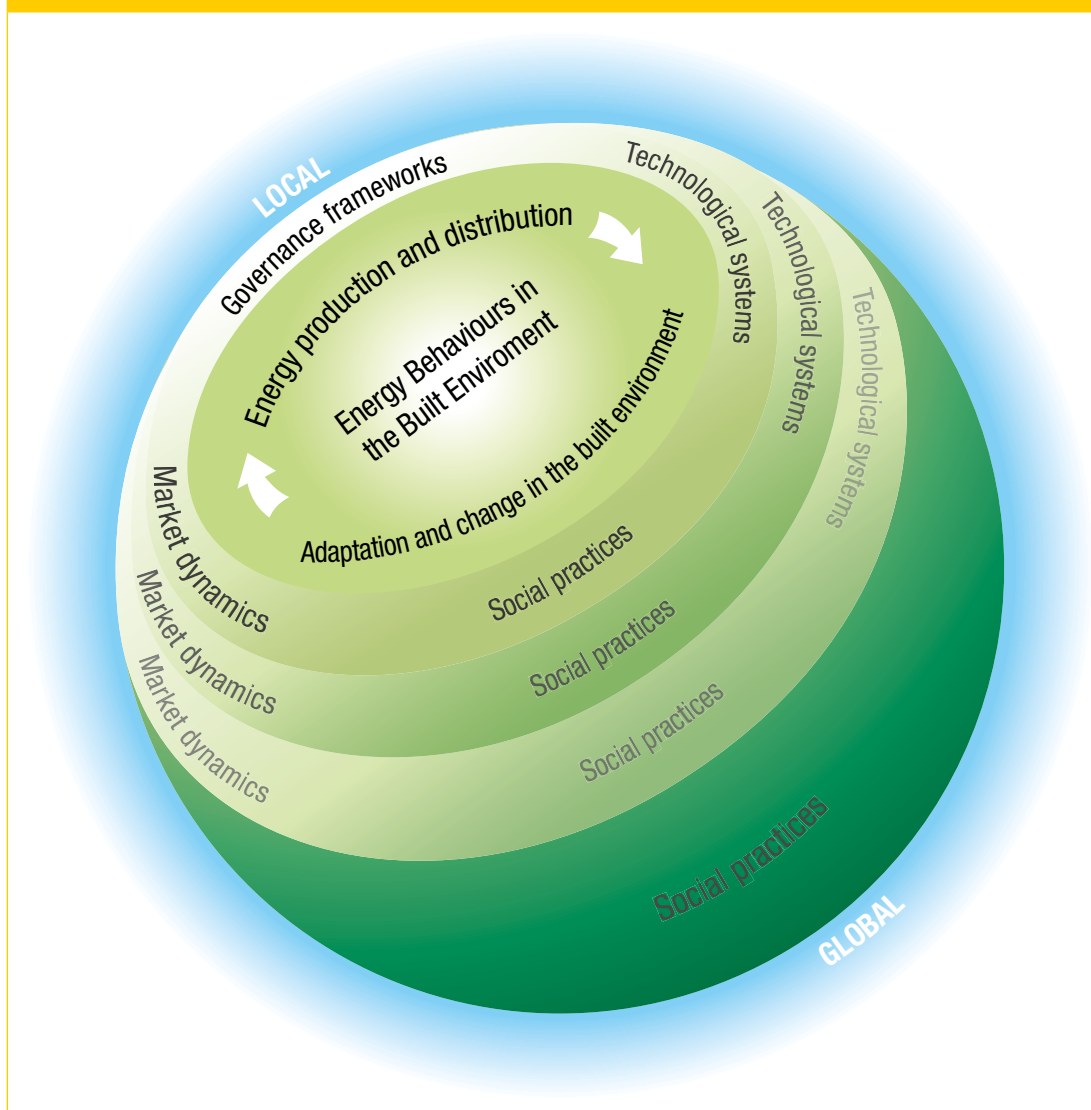 LOCAL
Governance frameworks
Energy production and distribution
Energy Behaviours in
the Built Enviroment
Adaptation and change in the built environment
Technological systems
Technological systems
Technological systems
Market dynamics
Market dynamics
Market dynamics
Social practices
Social practices
Social practices
Social practices
GLOBAL